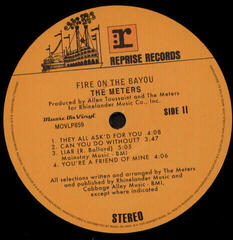 r
REPRISE RECORDS
FIRE ON THE BAYOU
THE METERS
Produced by Allen Toussaint and The Meters
for Rhinelander Music Co., Inc.
Music On Vinyl
MOVLP859
SIDE II
1. THEY ALL ASK'D FOR YOU 4:08
2. CAN YOU DO WITHOUT? 4:47
3. LIAR (R. Ballard) 4:40
Mainstay Music - BMI
4. YOU'RE A FRIEND OF MINE 4:06
All selections written and arranged by The Meters
and published by Rhinelander Music and
Cabbage Alley Music - BMI,
except where indicated
STEREO